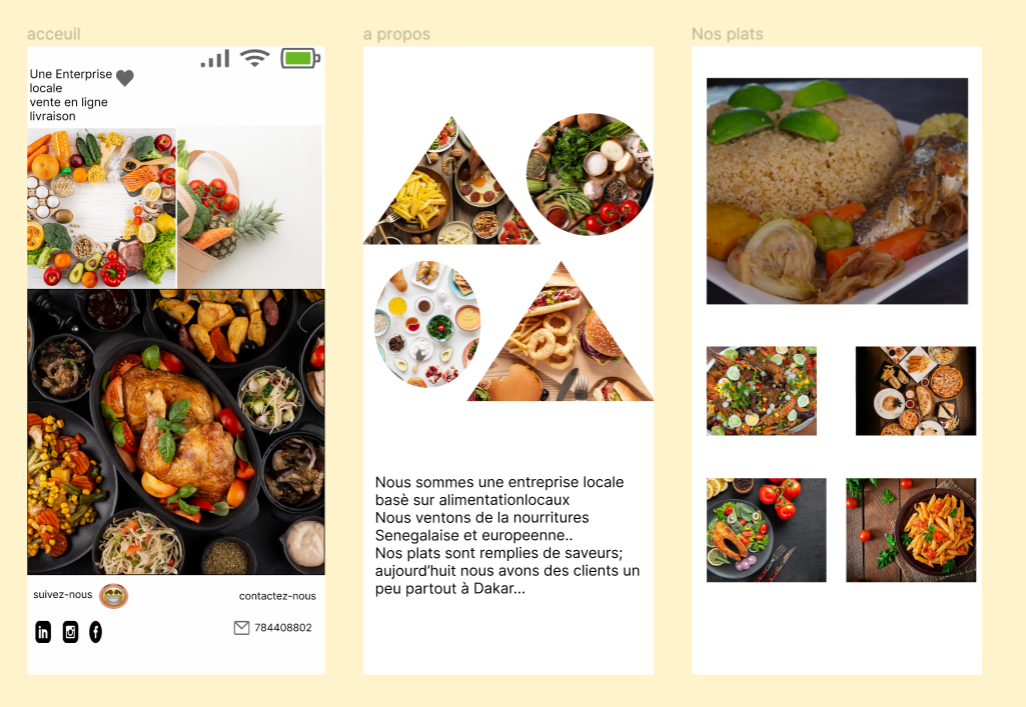 acceuil
Une Enterprise
locale
vente en ligne
livraison
suivez-nous
contactez-nous
in
f
784408802
a propos
Nous sommes une entreprise locale
basè sur alimentationlocaux
Nous ventons de la nourritures
Senegalaise et europeenne..
Nos plats sont remplies de saveurs;
aujourd'huit nous avons des clients un
peu partout à Dakar...
Nos plats